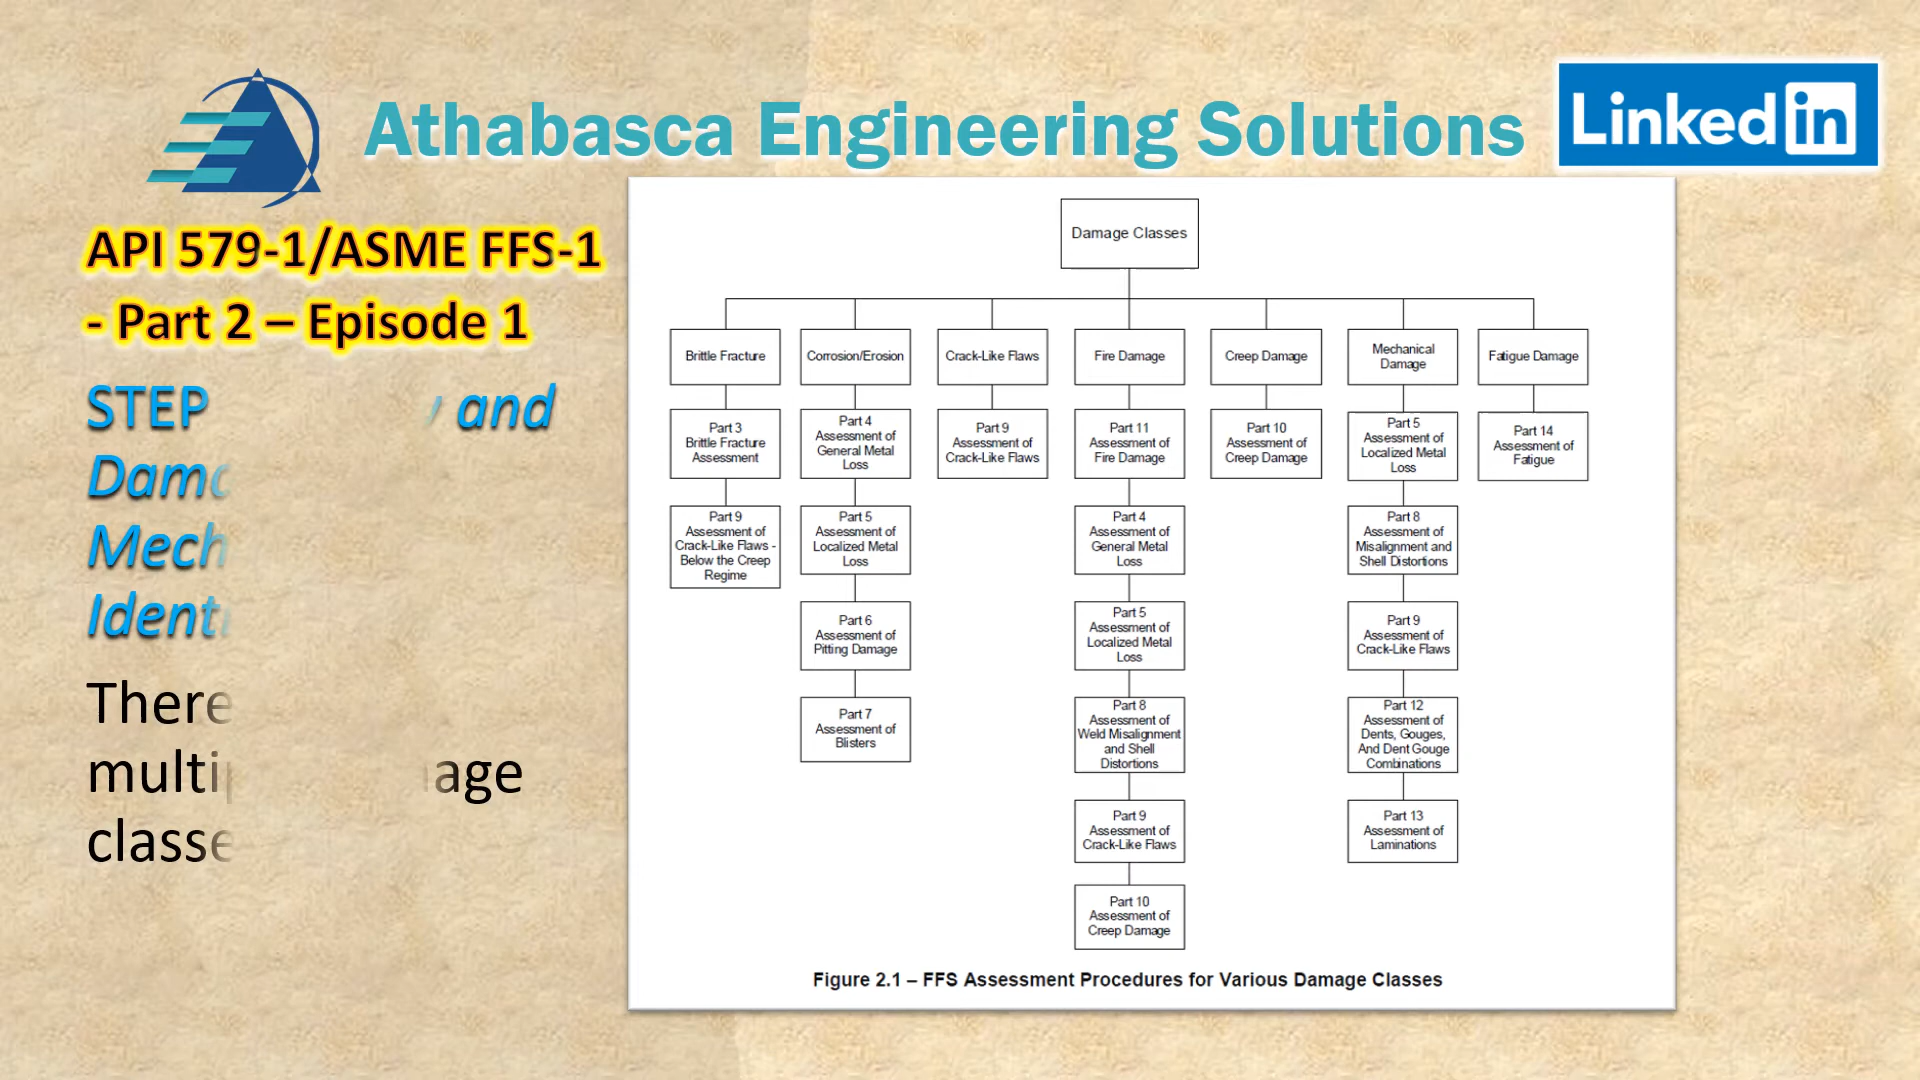 Athabasca Engineering Solutions
Linked in
API 579-1/ASME FFS-1
- Part 2 – Episode 1
STEP and
Damage Classes
Brittle Fracture
Corrosion/Erosion
Crack-Like Flaws
Fire Damage
Creep Damage
Mechanical
Damage
Fatigue Damage
Part 3
Brittle Fracture
Assessment
Part 9
Assessment of
Crack-Like Flaws -
Below the Creep
Regime
Part 4
Assessment of
General Metal
Loss
Part 5
Assessment of
Localized Metal
Loss
Part 6
Assessment of
Pitting Damage
Part 7
Assessment of
Blisters
Part 9
Assessment of
Crack-Like Flaws
Part 11
Assessment of
Fire Damage
Part 4
Assessment of
General Metal
Loss
Part 5
Assessment of
Localized Metal
Loss
Part 8
Assessment of
Weld Misalignment
and Shell
Distortions
Part 9
Assessment of
Crack-Like Flaws
Part 10
Assessment of
Creep Damage
Part 10
Assessment of
Creep Damage
Part 5
Assessment of
Localized Metal
Loss
Part 8
Assessment of
Misalignment and
Shell Distortions
Part 9
Assessment of
Crack-Like Flaws
Part 12
Assessment of
Dents, Gouges,
And Dent Gouge
Combinations
Part 13
Assessment of
Laminations
Part 14
Assessment of
Fatigue
Figure 2.1 – FFS Assessment Procedures for Various Damage Classes
There